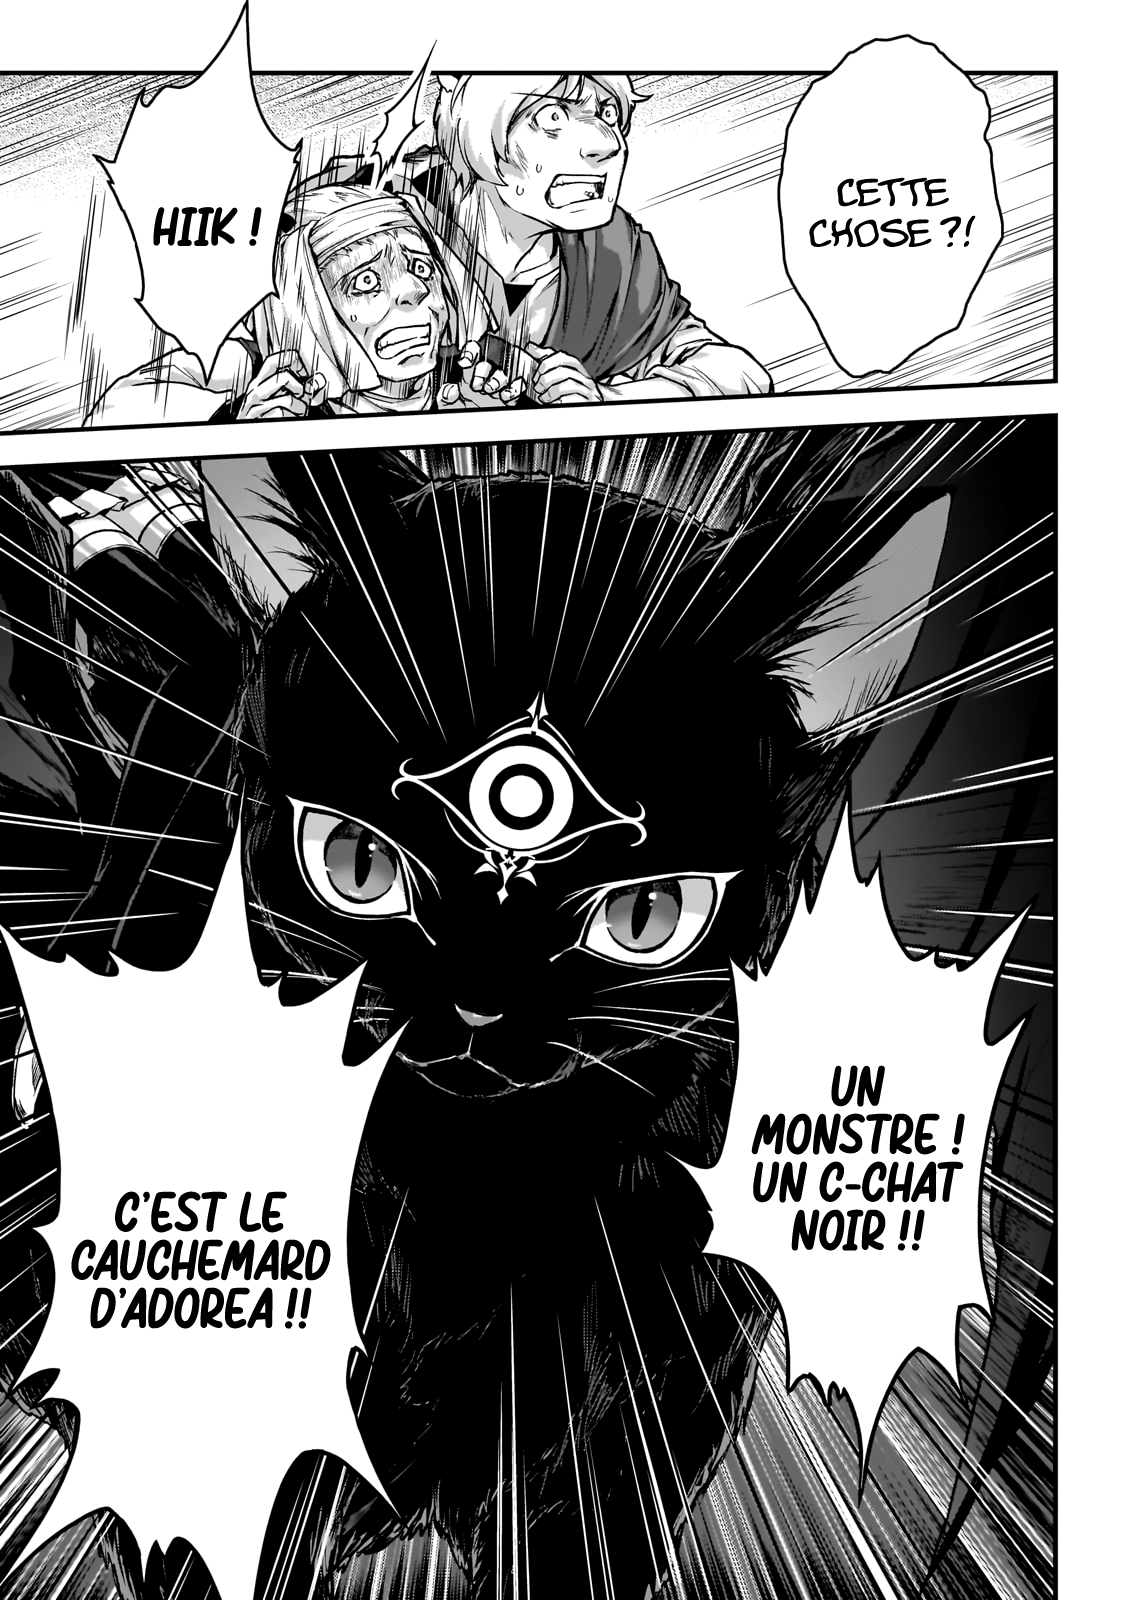 CETTE
CHOSE ?!
HIIK !
UN
MONSTRE !
UN C-CHAT
NOIR !!
C'EST LE
CAUCHEMARD
D'ADOREA !!